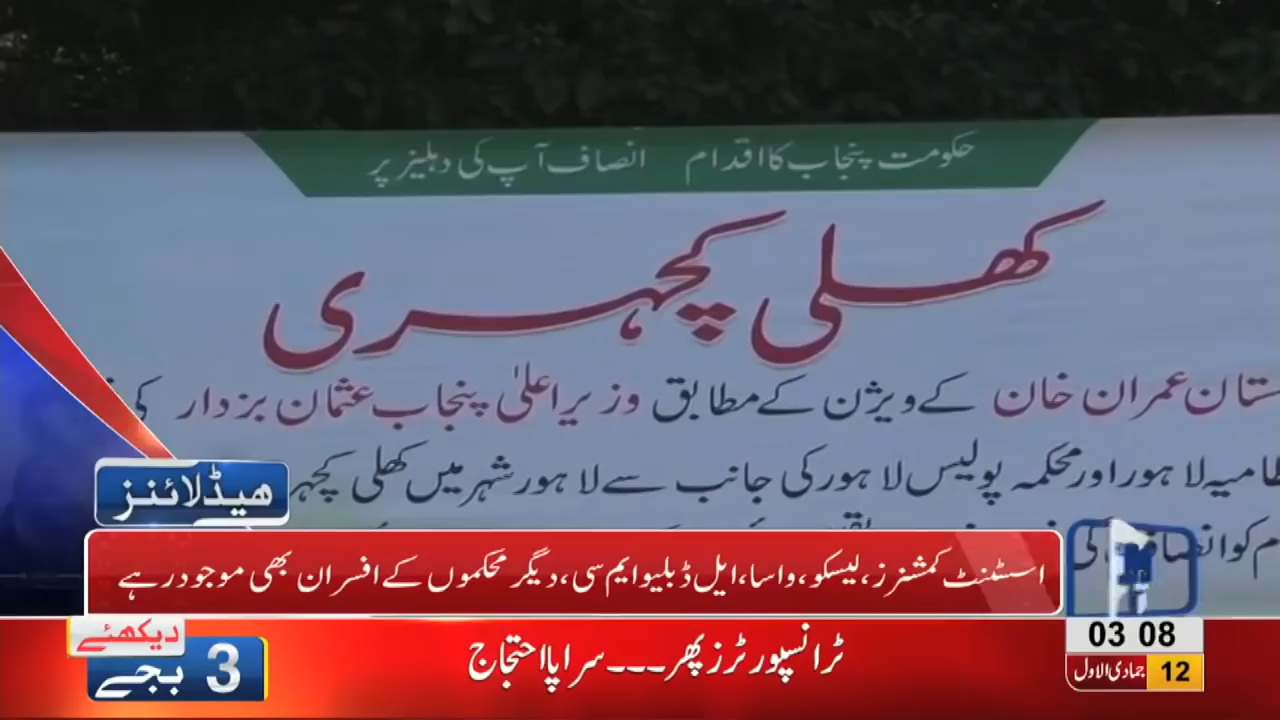 حکومت پنجاب کا اقدام انصاف آپ کی دہلیز پر
کھلی کچہری
عمران خان کے ویژن کے مطابق وزیر اعلیٰ پنجاب عثمان بزدار کی
لاہور اور محکمہ پولیس لاہور کی جانب سے لاہور شہر میں کھلی
ہیڈلائنز
اسسٹنٹ کمشنرز، لیسکو، واسا، ایل ڈبلیو ایم سی، دیگر محکموں کے افسران بھی موجود رہے
دیکھئے
3 بجے
ٹرانسپورٹرز پھر ۔۔۔ سراپا احتجاج
03 08
12 جمادی الاول